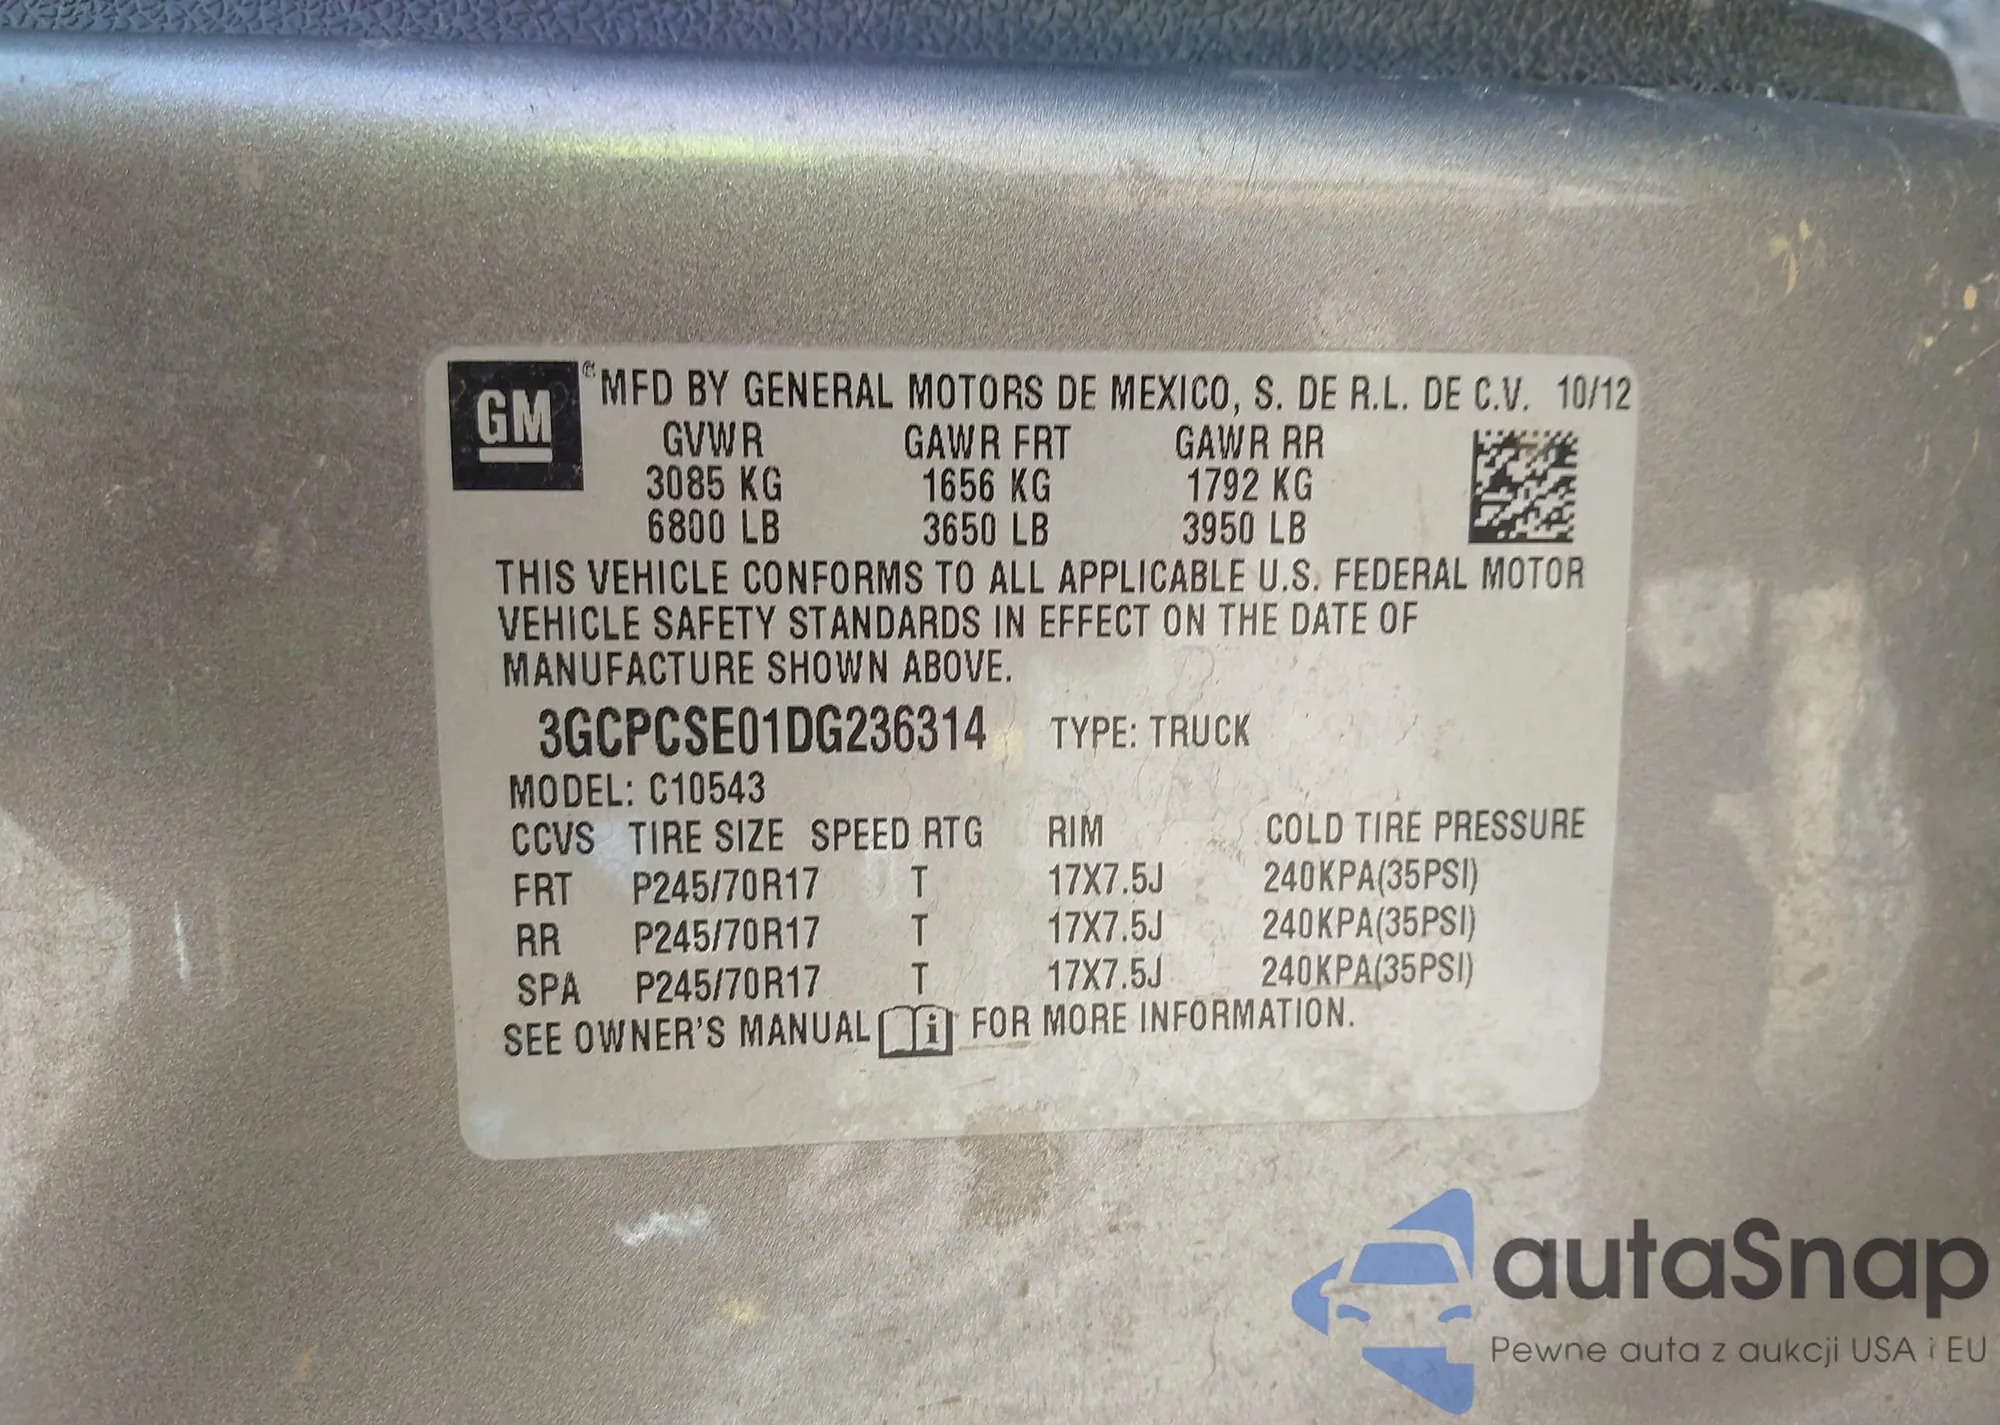 GM
© MFD BY GENERAL MOTORS DE MEXICO, S. DE R.L. DE C.V. 10/12
GVWR GAWR FRT GAWR RR
3085 KG 1656 KG 1792 KG
6800 LB 3650 LB 3950 LB
THIS VEHICLE CONFORMS TO ALL APPLICABLE U.S. FEDERAL MOTOR
VEHICLE SAFETY STANDARDS IN EFFECT ON THE DATE OF
MANUFACTURE SHOWN ABOVE.
3GCPCSE01DG236314 TYPE: TRUCK
MODEL: C10543
CCVS TIRE SIZE SPEED RTG RIM COLD TIRE PRESSURE
FRT P245/70R17 T 17X7.5J 240KPA(35PSI)
RR P245/70R17 T 17X7.5J 240KPA(35PSI)
SPA P245/70R17 T 17X7.5J 240KPA(35PSI)
SEE OWNER'S MANUAL i FOR MORE INFORMATION.
autaSnap
Pewne auta z aukcji USA i EU